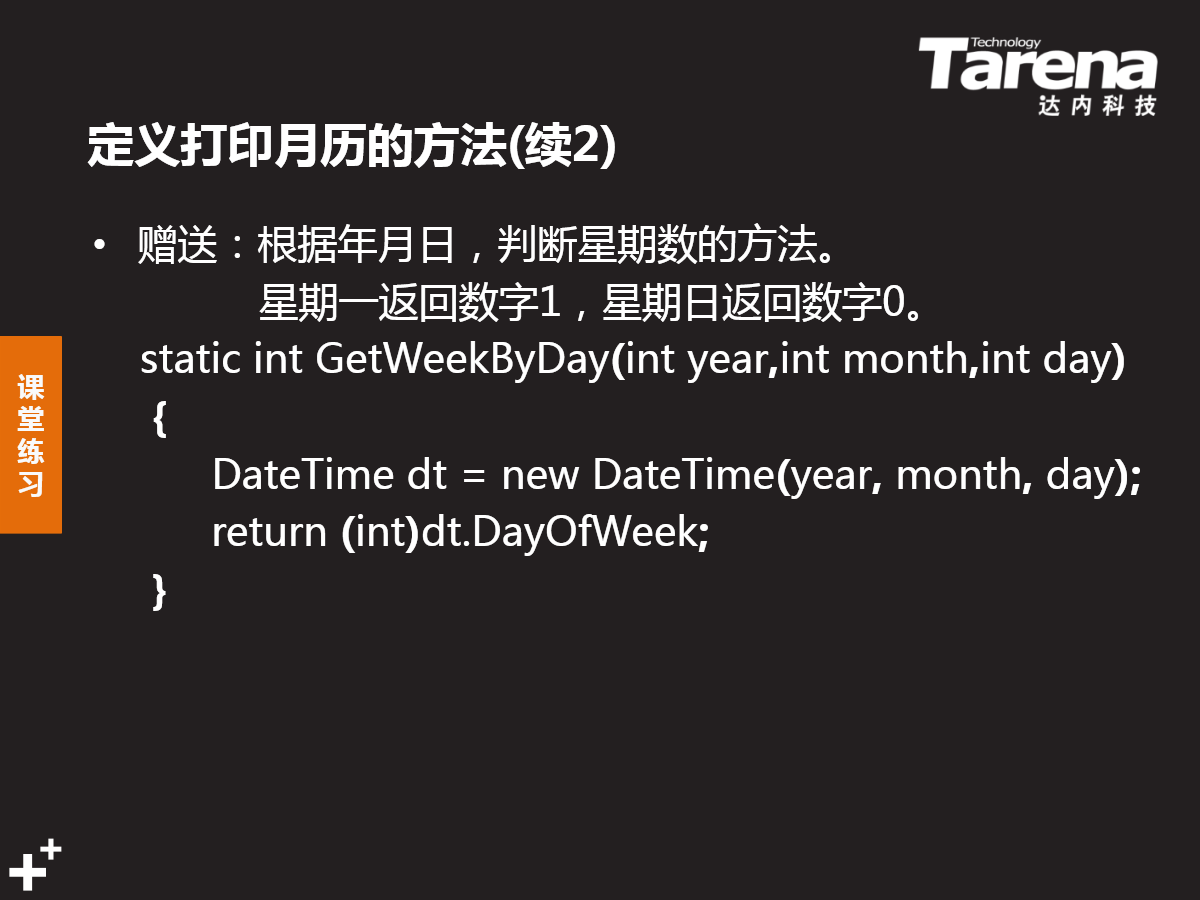 Technology
Tarena
达内科技
定义打印月历的方法(续2)
• 赠送：根据年月日，判断星期数的方法。
星期一返回数字1，星期日返回数字0。
static int GetWeekByDay(int year,int month,int day)
{
DateTime dt = new DateTime(year, month, day);
return (int)dt.DayOfWeek;
}
课堂练习